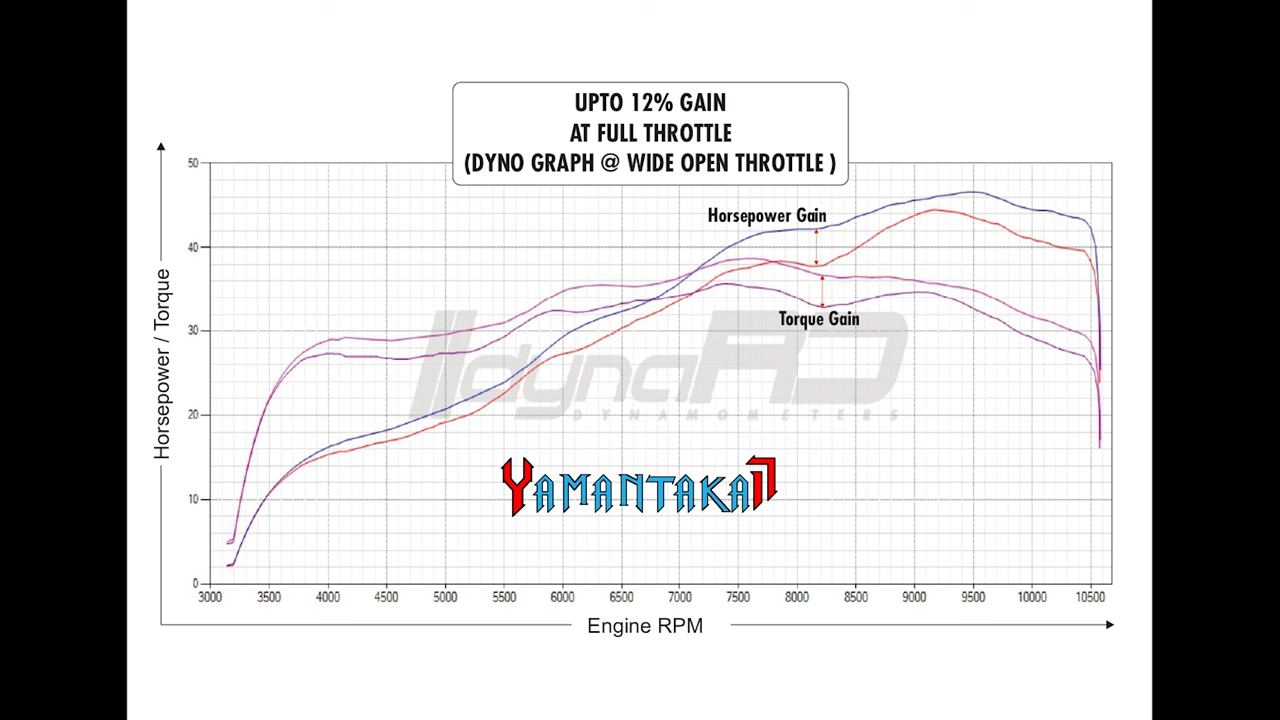 UPTO 12% GAIN
AT FULL THROTTLE
(DYNO GRAPH @ WIDE OPEN THROTTLE )
Horsepower / Torque
50
40
30
20
10
0
Horsepower Gain
Torque Gain
dynaRD
DYNAMOMETERS
YAMANTAKA
3000 3500 4000 4500 5000 5500 6000 6500 7000 7500 8000 8500 9000 9500 10000 10500
Engine RPM